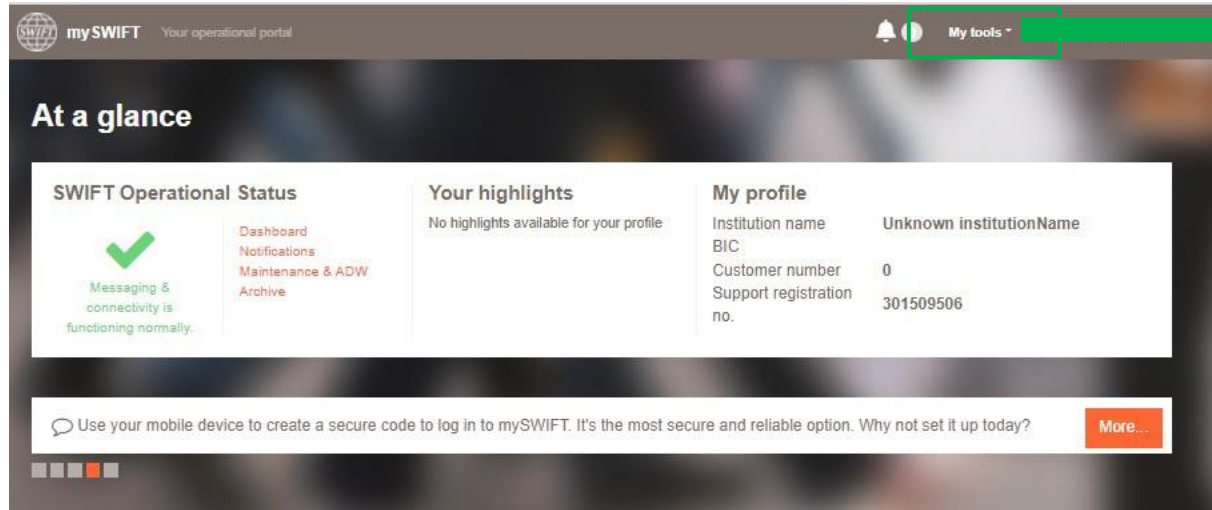 SWIFT mySWIFT Your operational portal My tools
At a glance
SWIFT Operational Status
Messaging &
connectivity is
functioning normally.
Dashboard
Notifications
Maintenance & ADW
Archive
Your highlights
No highlights available for your profile
My profile
Institution name Unknown institutionName
BIC
Customer number 0
Support registration
no. 301509506
Use your mobile device to create a secure code to log in to mySWIFT. It's the most secure and reliable option. Why not set it up today? More...